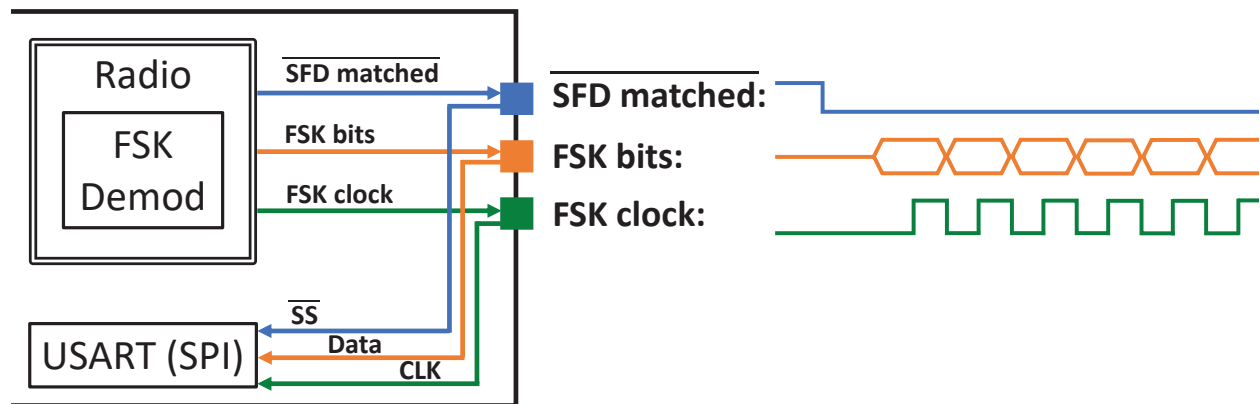 Radio
FSK
Demod
SFD matched
FSK bits
FSK clock
SS
Data
CLK
USART (SPI)
SFD matched:
FSK bits:
FSK clock: